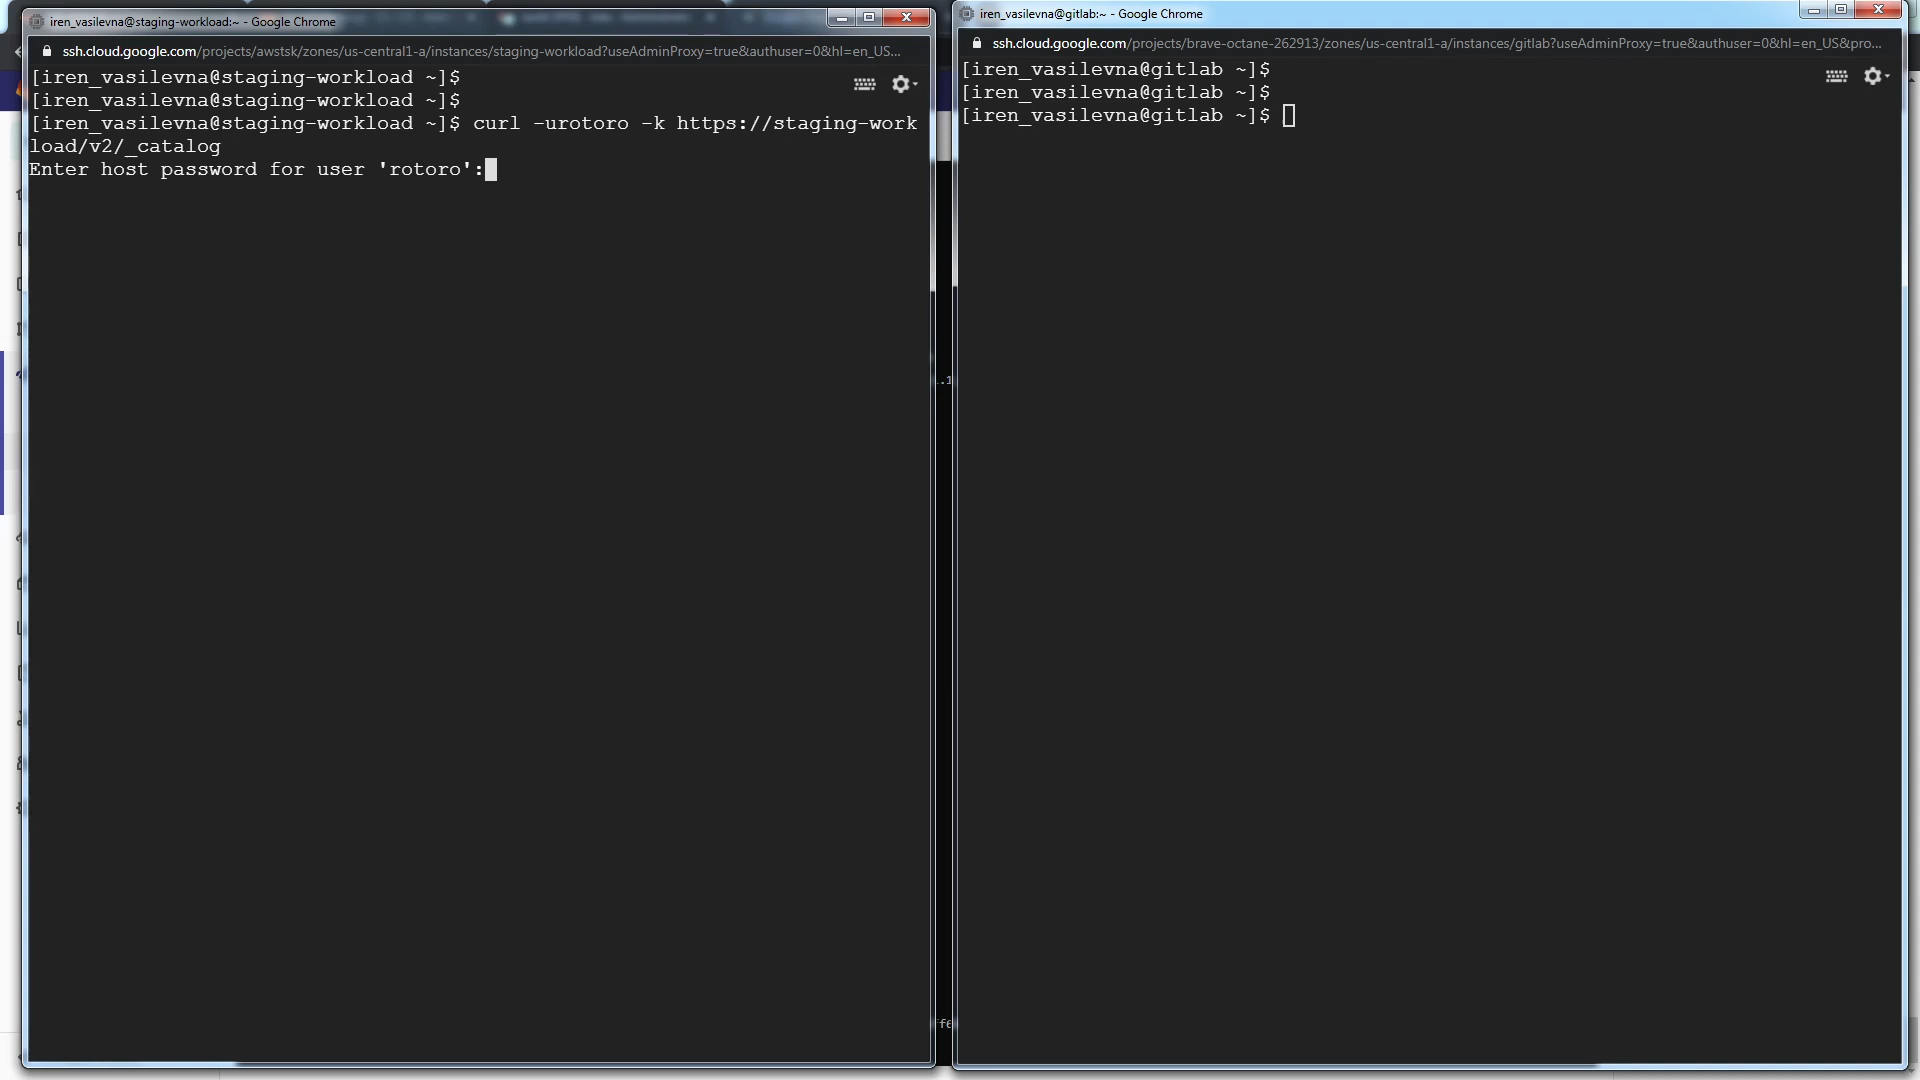 iren_vasilevna@staging-workload:~ - Google Chrome
ssh.cloud.google.com/projects/awstsk/zones/us-central1-a/instances/staging-workload?useAdminProxy=true&authuser=0&hl=en_US...
[iren_vasilevna@staging-workload ~]$
[iren_vasilevna@staging-workload ~]$
[iren_vasilevna@staging-workload ~]$ curl -urotoro -k https://staging-work
load/v2/_catalog
Enter host password for user 'rotoro':
iren_vasilevna@gitlab:~ - Google Chrome
ssh.cloud.google.com/projects/brave-octane-262913/zones/us-central1-a/instances/gitlab?useAdminProxy=true&authuser=0&hl=en_US&pro...
[iren_vasilevna@gitlab ~]$
[iren_vasilevna@gitlab ~]$
[iren_vasilevna@gitlab ~]$